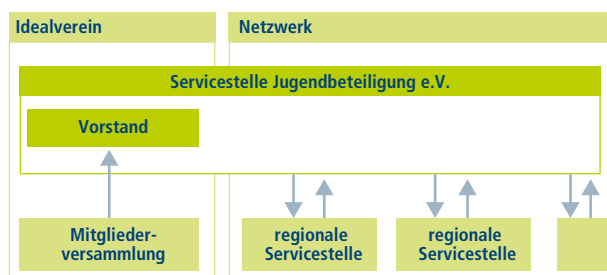 Idealverein
Netzwerk
Servicestelle Jugendbeteiligung e.V.
Vorstand
Mitglieder-
versammlung
regionale
Servicestelle
regionale
Servicestelle